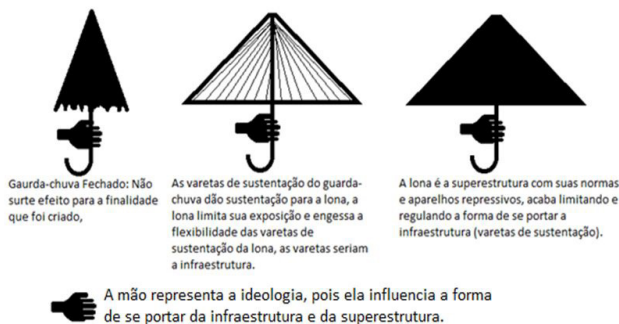 Gaurda-chuva Fechado: Não
surte efeito para a finalidade
que foi criado,
As varetas de sustentação do guarda-
chuva dão sustentação para a lona, a
lona limita sua exposição e engessa a
flexibilidade das varetas de
sustentação da lona, as varetas seriam
a infraestrutura.
A lona é a superestrutura com suas normas
e aparelhos repressivos, acaba limitando e
regulando a forma de se portar a
infraestrutura (varetas de sustentação).
A mão representa a ideologia, pois ela influencia a forma
de se portar da infraestrutura e da superestrutura.